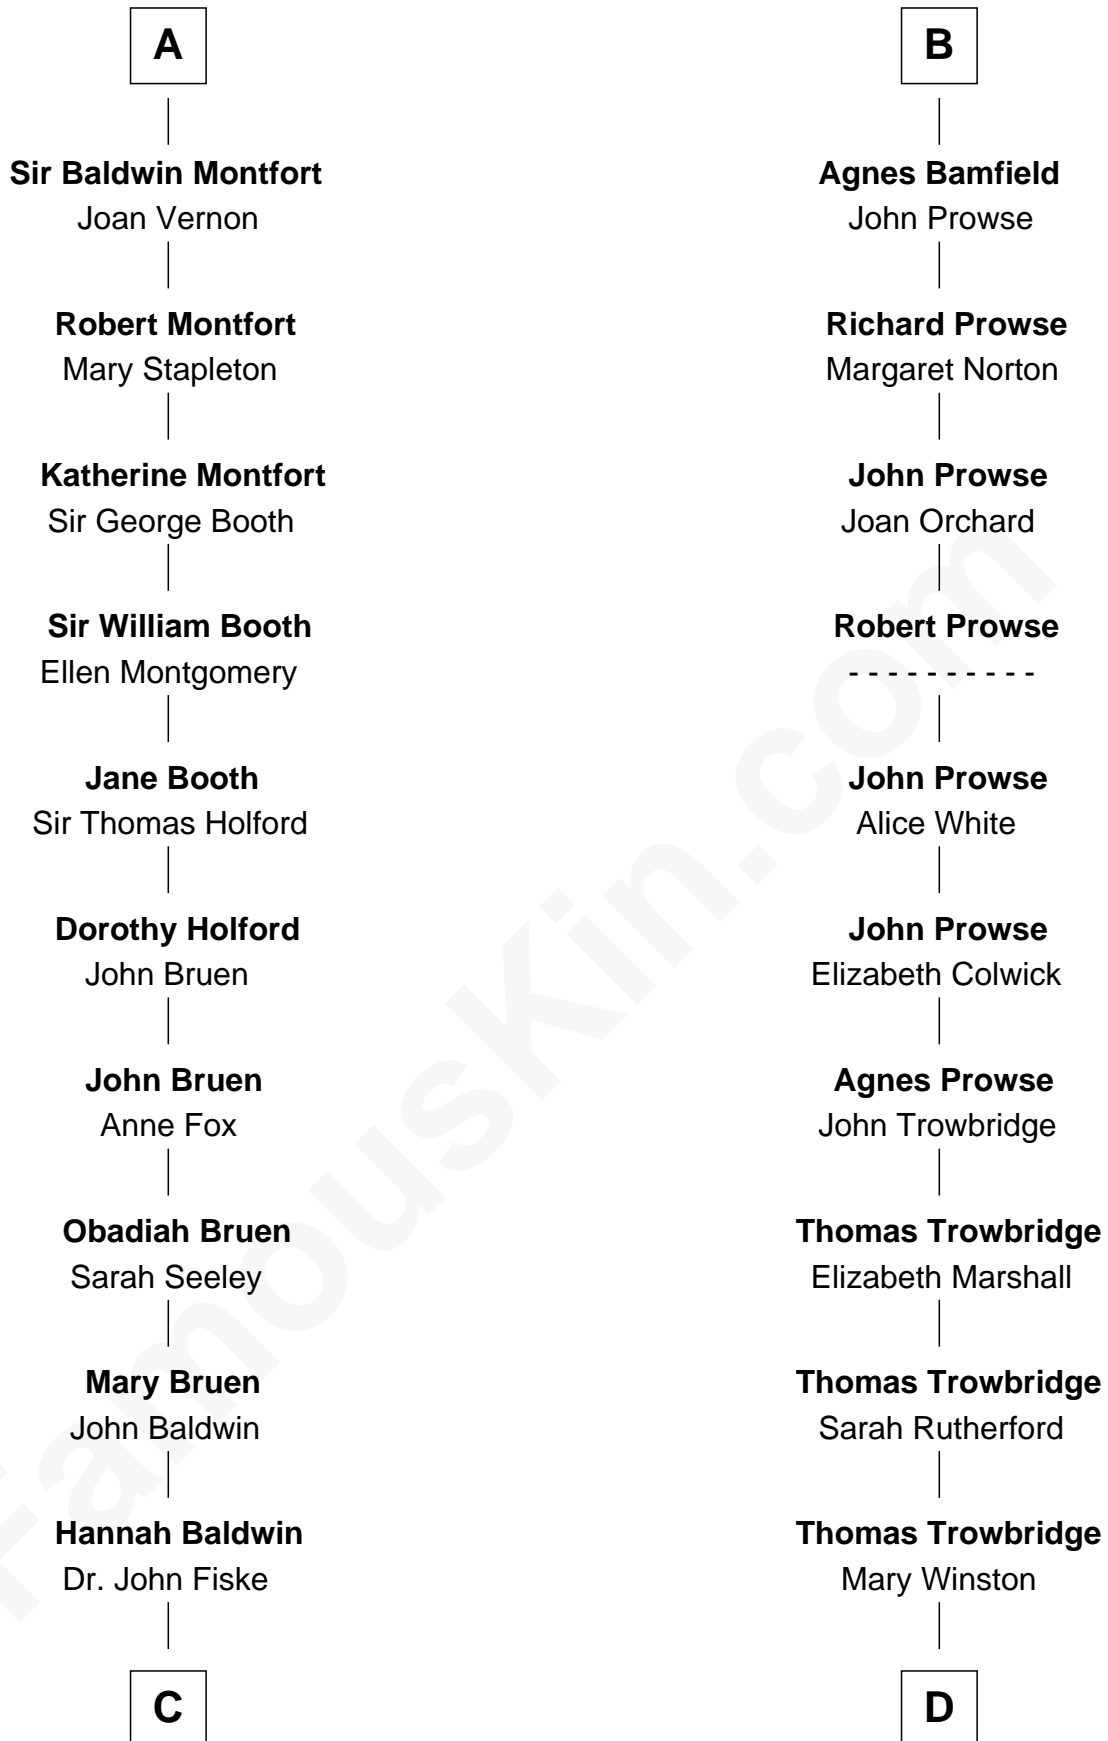 A
Sir Baldwin Montfort
Joan Vernon
Robert Montfort
Mary Stapleton
Katherine Montfort
Sir George Booth
Sir William Booth
Ellen Montgomery
Jane Booth
Sir Thomas Holford
Dorothy Holford
John Bruen
John Bruen
Anne Fox
Obadiah Bruen
Sarah Seeley
Mary Bruen
John Baldwin
Hannah Baldwin
Dr. John Fiske
C
B
Agnes Bamfield
John Prowse
Richard Prowse
Margaret Norton
John Prowse
Joan Orchard
Robert Prowse
- - - - - - - - - -
John Prowse
Alice White
John Prowse
Elizabeth Colwick
Agnes Prowse
John Trowbridge
Thomas Trowbridge
Elizabeth Marshall
Thomas Trowbridge
Sarah Rutherford
Thomas Trowbridge
Mary Winston
D
FamousKin.com